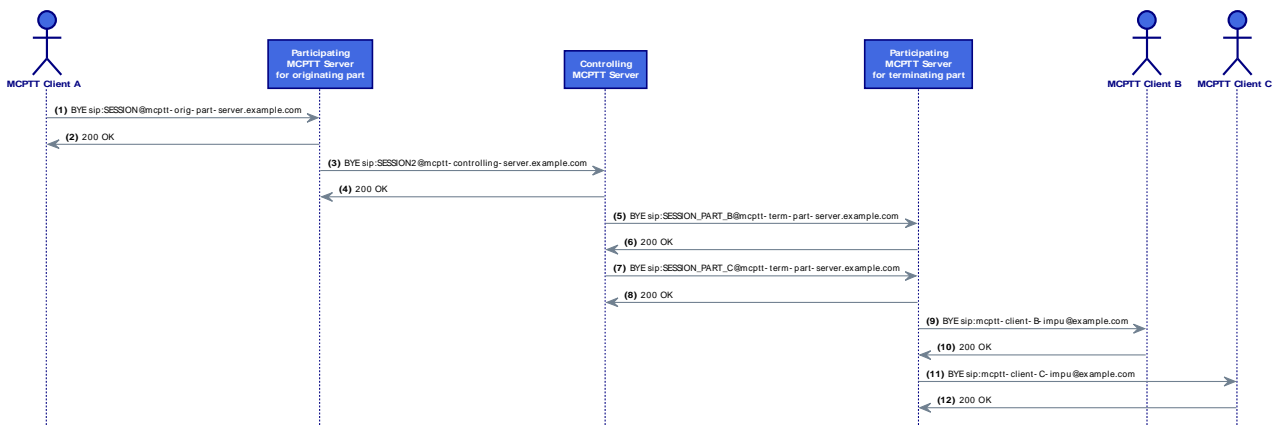 Participating
MCPTT Server
for originating part
Controlling
MCPTT Server
Participating
MCPTT Server
for terminating part
MCPTT Client A
MCPTT Client B
MCPTT Client C
(1) BYE sip:SESSION@mcptt-orig-part-server.example.com
(2) 200 OK
(3) BYE sip:SESSION2@mcptt-controlling-server.example.com
(4) 200 OK
(5) BYE sip:SESSION_PART_B@mcptt-term-part-server.example.com
(6) 200 OK
(7) BYE sip:SESSION_PART_C@mcptt-term-part-server.example.com
(8) 200 OK
(9) BYE sip:mcptt-client-B-impu@example.com
(10) 200 OK
(11) BYE sip:mcptt-client-C-impu@example.com
(12) 200 OK